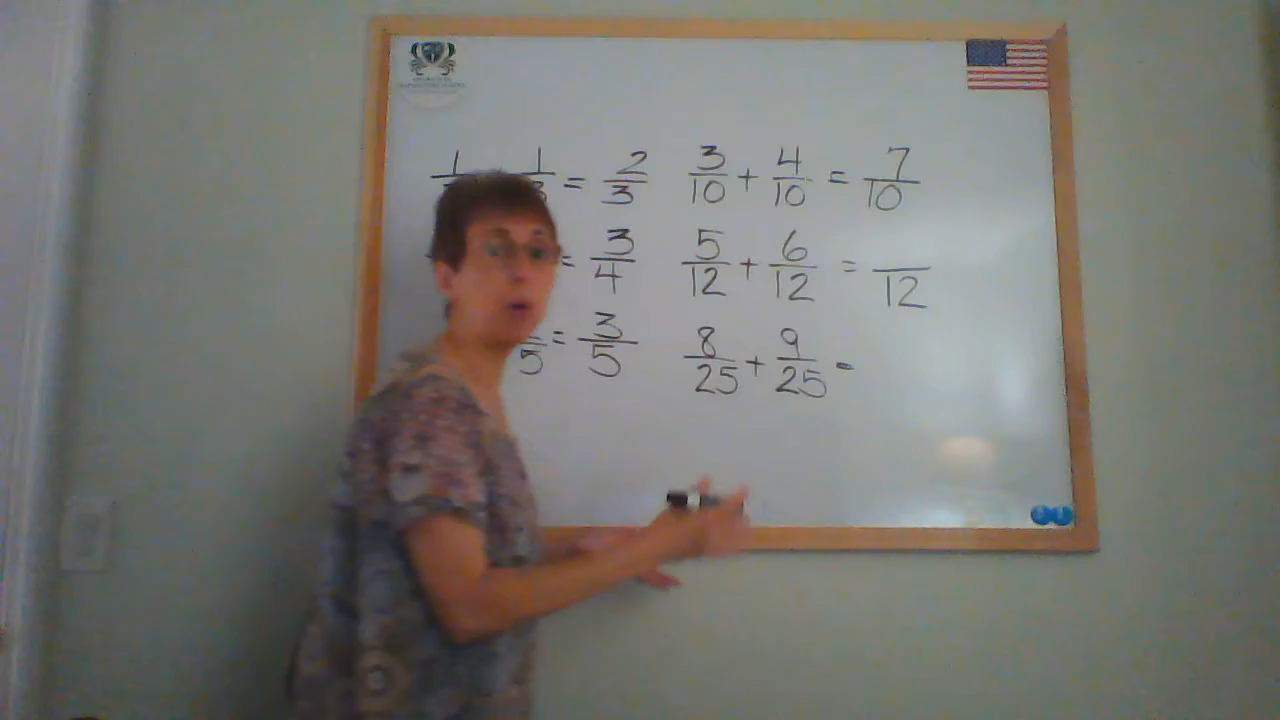 1/ 1/3 = 2/3 3/10 + 4/10 = 7/10
= 3/4 5/12 + 6/12 = /12
/5 = 3/5 8/25 + 9/25 =